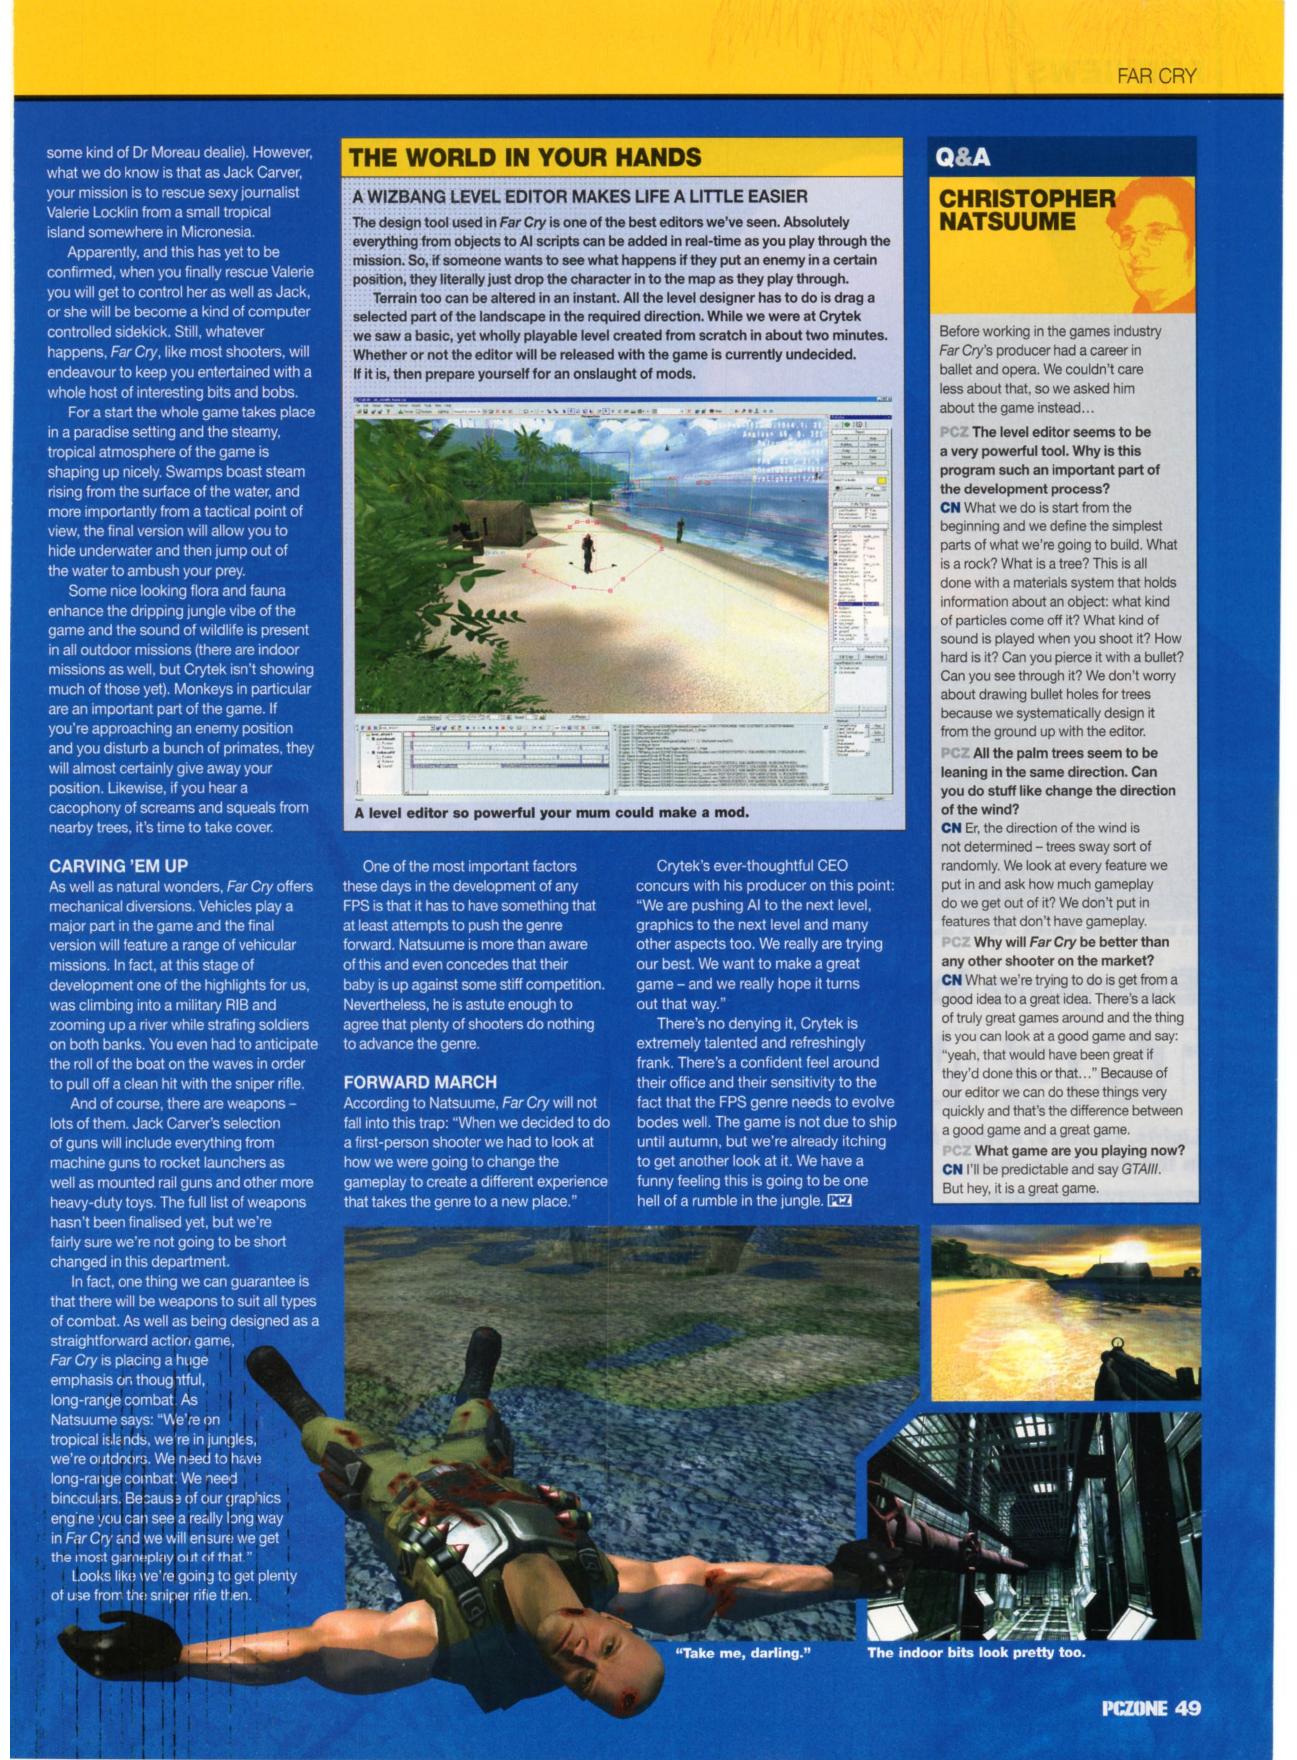 FAR CRY
some kind of Dr Moreau dealie). However,
what we do know is that as Jack Carver,
your mission is to rescue sexy journalist
Valerie Locklin from a small tropical
island somewhere in Micronesia.
Apparently, and this has yet to be
confirmed, when you finally rescue Valerie
you will get to control her as well as Jack,
or she will be become a kind of computer
controlled sidekick. Still, whatever
happens, Far Cry, like most shooters, will
endeavour to keep you entertained with a
whole host of interesting bits and bobs.
For a start the whole game takes place
in a paradise setting and the steamy,
tropical atmosphere of the game is
shaping up nicely. Swamps boast steam
rising from the surface of the water, and
more importantly from a tactical point of
view, the final version will allow you to
hide underwater and then jump out of
the water to ambush your prey.
Some nice looking flora and fauna
enhance the dripping jungle vibe of the
game and the sound of wildlife is present
in all outdoor missions (there are indoor
missions as well, but Crytek isn't showing
much of those yet). Monkeys in particular
are an important part of the game. If
you're approaching an enemy position
and you disturb a bunch of primates, they
will almost certainly give away your
position. Likewise, if you hear a
cacophony of screams and squeals from
nearby trees, it's time to take cover.
CARVING 'EM UP
As well as natural wonders, Far Cry offers
mechanical diversions. Vehicles play a
major part in the game and the final
version will feature a range of vehicular
missions. In fact, at this stage of
development one of the highlights for us,
was climbing into a military RIB and
zooming up a river while strafing soldiers
on both banks. You even had to anticipate
the roll of the boat on the waves in order
to pull off a clean hit with the sniper rifle.
And of course, there are weapons –
lots of them. Jack Carver's selection
of guns will include everything from
machine guns to rocket launchers as
well as mounted rail guns and other more
heavy-duty toys. The full list of weapons
hasn't been finalised yet, but we're
fairly sure we're not going to be short
changed in this department.
In fact, one thing we can guarantee is
that there will be weapons to suit all types
of combat. As well as being designed as a
straightforward action game,
Far Cry is placing a huge
emphasis on thoughtful,
long-range combat. As
Natsuume says: “We're on
tropical islands, we're in jungles,
we're outdoors. We need to have
long-range combat. We need
binoculars. Because of our graphics
engine you can see a really long way
in Far Cry and we will ensure we get
the most gameplay out of that.”
Looks like we're going to get plenty
of use from the sniper rifle then.
THE WORLD IN YOUR HANDS
A WIZBANG LEVEL EDITOR MAKES LIFE A LITTLE EASIER
The design tool used in Far Cry is one of the best editors we've seen. Absolutely
everything from objects to AI scripts can be added in real-time as you play through the
mission. So, if someone wants to see what happens if they put an enemy in a certain
position, they literally just drop the character in to the map as they play through.
Terrain too can be altered in an instant. All the level designer has to do is drag a
selected part of the landscape in the required direction. While we were at Crytek
we saw a basic, yet wholly playable level created from scratch in about two minutes.
Whether or not the editor will be released with the game is currently undecided.
If it is, then prepare yourself for an onslaught of mods.
A level editor so powerful your mum could make a mod.
One of the most important factors
these days in the development of any
FPS is that it has to have something that
at least attempts to push the genre
forward. Natsuume is more than aware
of this and even concedes that their
baby is up against some stiff competition.
Nevertheless, he is astute enough to
agree that plenty of shooters do nothing
to advance the genre.
FORWARD MARCH
According to Natsuume, Far Cry will not
fall into this trap: “When we decided to do
a first-person shooter we had to look at
how we were going to change the
gameplay to create a different experience
that takes the genre to a new place.”
Crytek's ever-thoughtful CEO
concurs with his producer on this point:
“We are pushing AI to the next level,
graphics to the next level and many
other aspects too. We really are trying
our best. We want to make a great
game – and we really hope it turns
out that way.”
There's no denying it, Crytek is
extremely talented and refreshingly
frank. There's a confident feel around
their office and their sensitivity to the
fact that the FPS genre needs to evolve
bodes well. The game is not due to ship
until autumn, but we're already itching
to get another look at it. We have a
funny feeling this is going to be one
hell of a rumble in the jungle. PCZ
Q&A
CHRISTOPHER
NATSUUME
Before working in the games industry
Far Cry's producer had a career in
ballet and opera. We couldn't care
less about that, so we asked him
about the game instead...
PCZ The level editor seems to be
a very powerful tool. Why is this
program such an important part of
the development process?
CN What we do is start from the
beginning and we define the simplest
parts of what we're going to build. What
is a rock? What is a tree? This is all
done with a materials system that holds
information about an object: what kind
of particles come off it? What kind of
sound is played when you shoot it? How
hard is it? Can you pierce it with a bullet?
Can you see through it? We don't worry
about drawing bullet holes for trees
because we systematically design it
from the ground up with the editor.
PCZ All the palm trees seem to be
leaning in the same direction. Can
you do stuff like change the direction
of the wind?
CN Er, the direction of the wind is
not determined – trees sway sort of
randomly. We look at every feature we
put in and ask how much gameplay
do we get out of it? We don't put in
features that don't have gameplay.
PCZ Why will Far Cry be better than
any other shooter on the market?
CN What we're trying to do is get from a
good idea to a great idea. There's a lack
of truly great games around and the thing
is you can look at a good game and say:
“yeah, that would have been great if
they'd done this or that...” Because of
our editor we can do these things very
quickly and that's the difference between
a good game and a great game.
PCZ What game are you playing now?
CN I'll be predictable and say GTAIII.
But hey, it is a great game.
“Take me, darling.”
The indoor bits look pretty too.
PCZONE 49